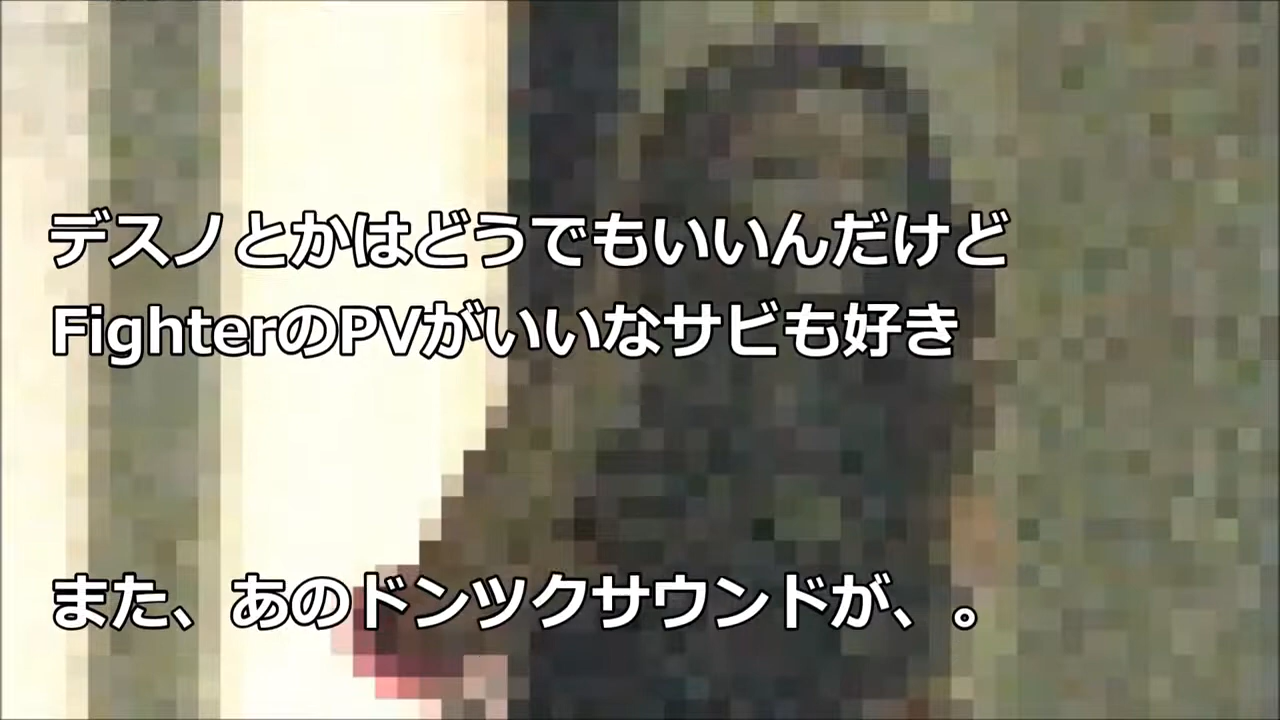 デスノとかはどうでもいいんだけど
FighterのPVがいいなサビも好き
また、あのドンツクサウンドが、。